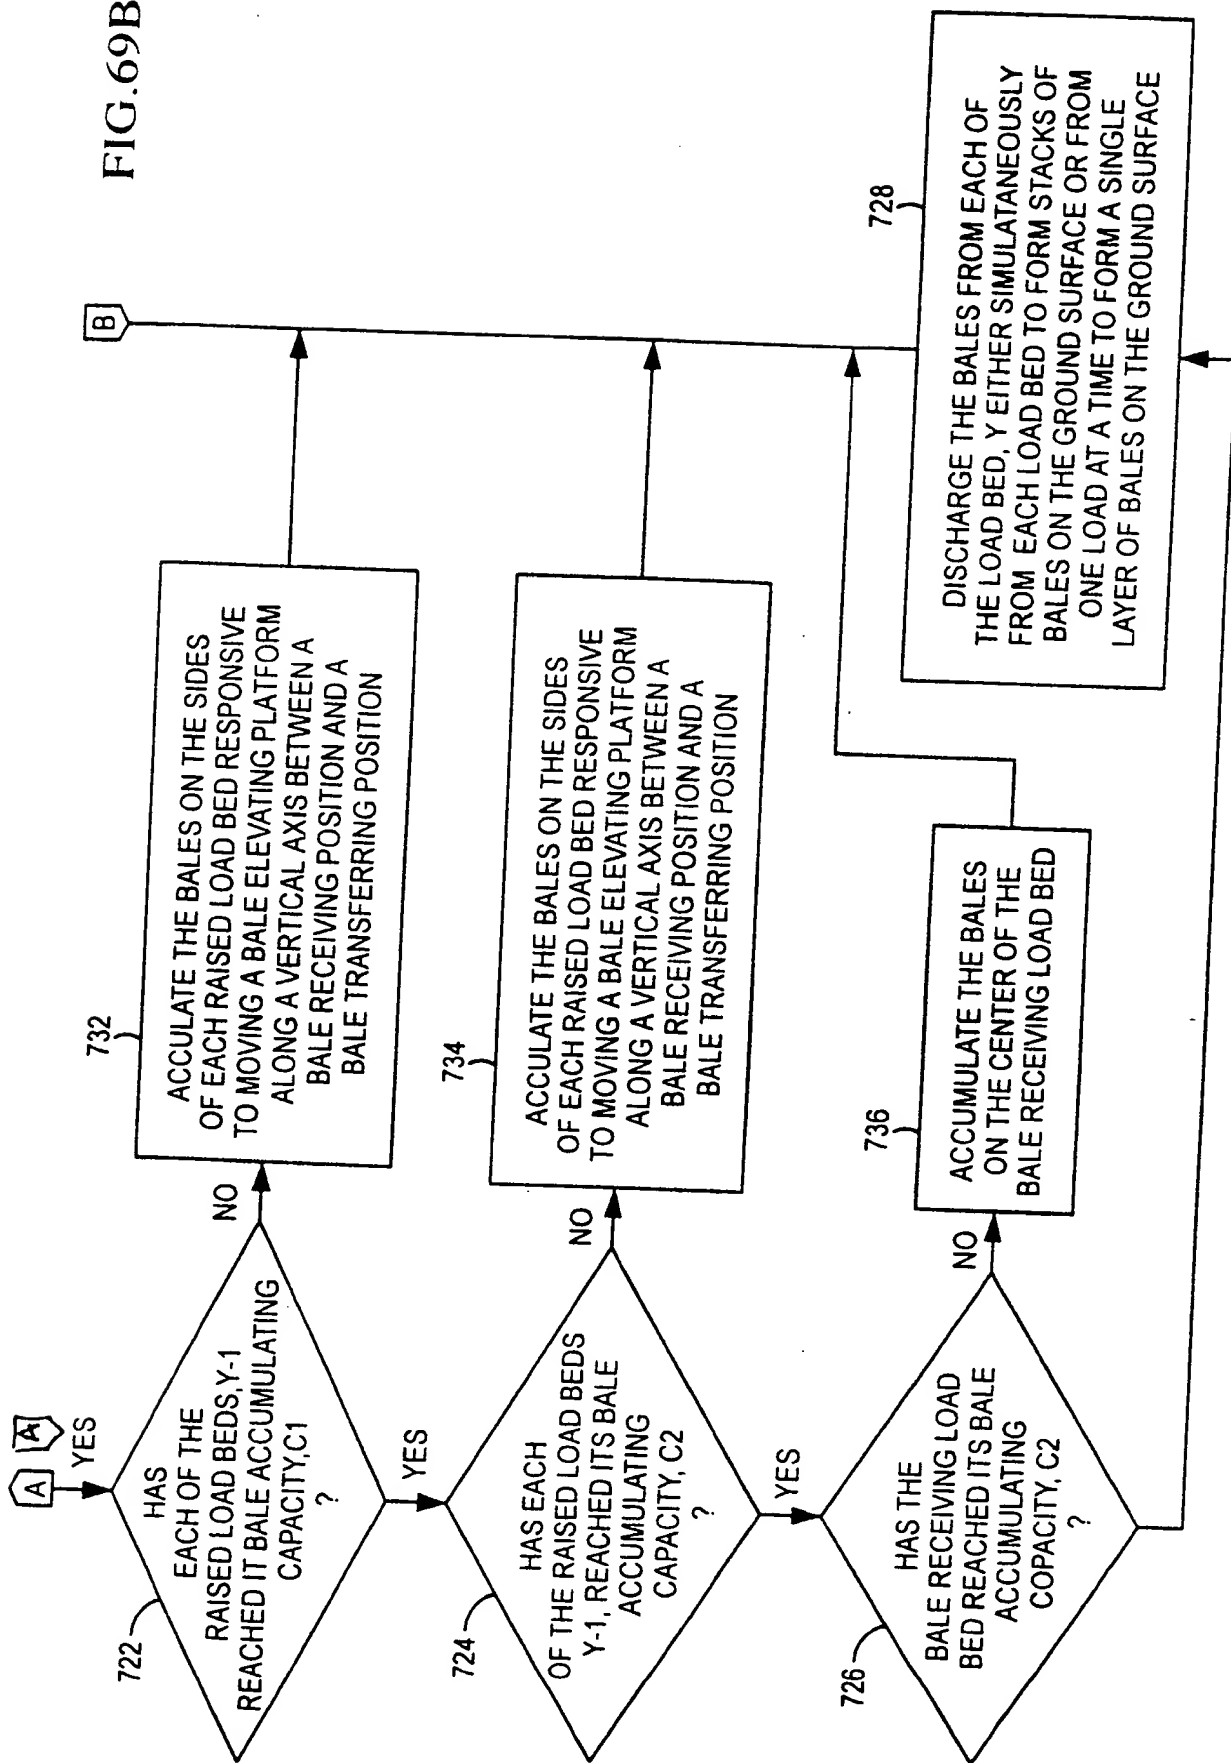 FIG.69B
A
A
YES
HAS
EACH OF THE
RAISED LOAD BEDS,Y-1
REACHED IT BALE ACCUMULATING
CAPACITY,C1
?
722
NO
732
ACCULATE THE BALES ON THE SIDES
OF EACH RAISED LOAD BED RESPONSIVE
TO MOVING A BALE ELEVATING PLATFORM
ALONG A VERTICAL AXIS BETWEEN A
BALE RECEIVING POSITION AND A
BALE TRANSFERRING POSITION
B
YES
HAS EACH
OF THE RAISED LOAD BEDS
Y-1, REACHED ITS BALE
ACCUMULATING
CAPACITY, C2
?
724
NO
734
ACCULATE THE BALES ON THE SIDES
OF EACH RAISED LOAD BED RESPONSIVE
TO MOVING A BALE ELEVATING PLATFORM
ALONG A VERTICAL AXIS BETWEEN A
BALE RECEIVING POSITION AND A
BALE TRANSFERRING POSITION
YES
HAS THE
BALE RECEIVING LOAD
BED REACHED ITS BALE
ACCUMULATING
COPACITY, C2
?
726
NO
736
ACCUMULATE THE BALES
ON THE CENTER OF THE
BALE RECEIVING LOAD BED
728
DISCHARGE THE BALES FROM EACH OF
THE LOAD BED, Y EITHER SIMULATANEOUSLY
FROM EACH LOAD BED TO FORM STACKS OF
BALES ON THE GROUND SURFACE OR FROM
ONE LOAD AT A TIME TO FORM A SINGLE
LAYER OF BALES ON THE GROUND SURFACE